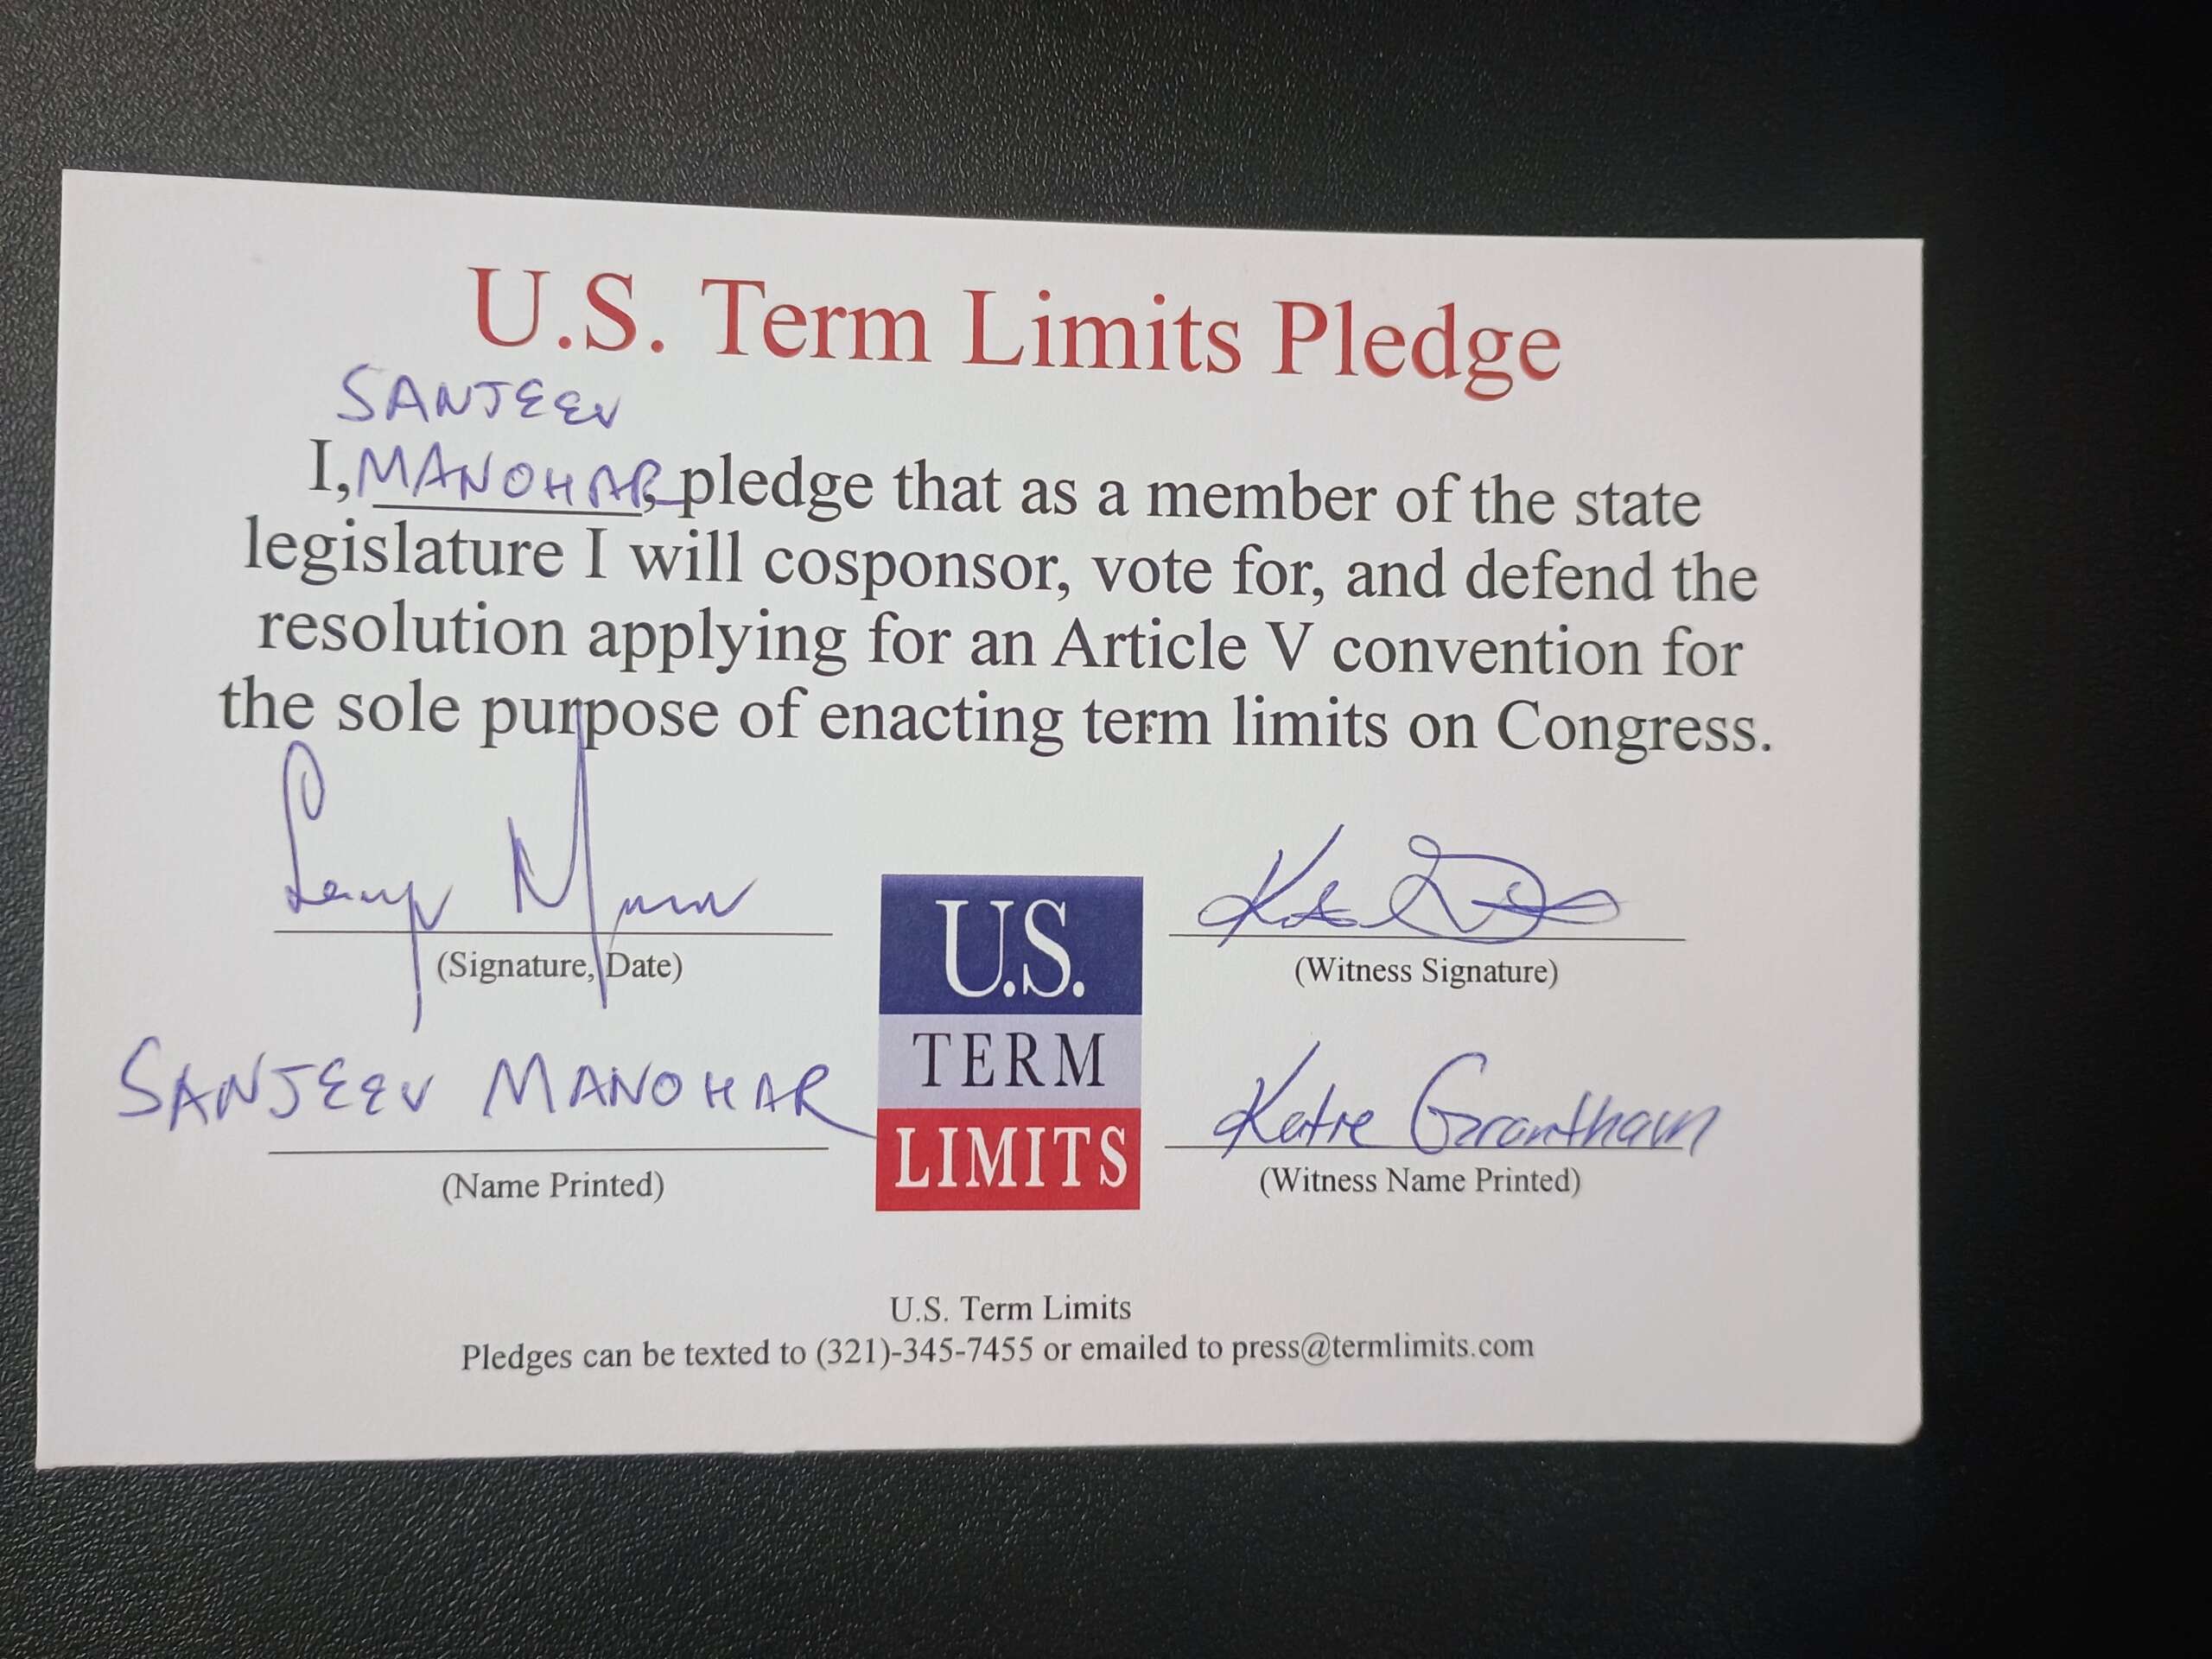 U.S. Term Limits Pledge
SANJEEV
I, MANOHAR, pledge that as a member of the state
legislature I will cosponsor, vote for, and defend the
resolution applying for an Article V convention for
the sole purpose of enacting term limits on Congress.
(Signature, Date)
(Witness Signature)
SANJEEV MANOHAR
Katie Grantham
(Name Printed)
(Witness Name Printed)
U.S.
TERM
LIMITS
U.S. Term Limits
Pledges can be texted to (321)-345-7455 or emailed to press@termlimits.com